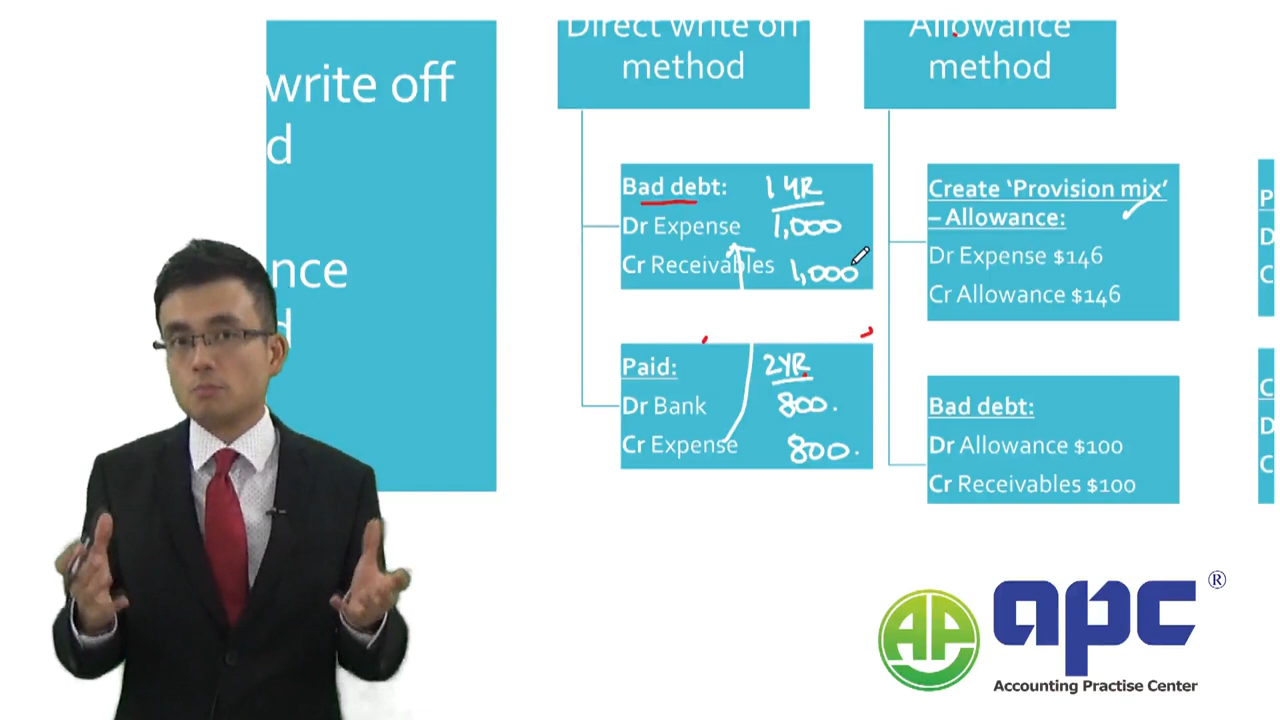 write off
d
nce
d
Direct write off
method
Bad debt: 1 YR
Dr Expense 1,000
Cr Receivables 1,000
Paid: 2YR
Dr Bank 800.
Cr Expense 800.
Allowance
method
Create ‘Provision mix’
– Allowance:
Dr Expense $146
Cr Allowance $146
Bad debt:
Dr Allowance $100
Cr Receivables $100
P
D
C
C
D
C
AP
apc®
Accounting Practise Center